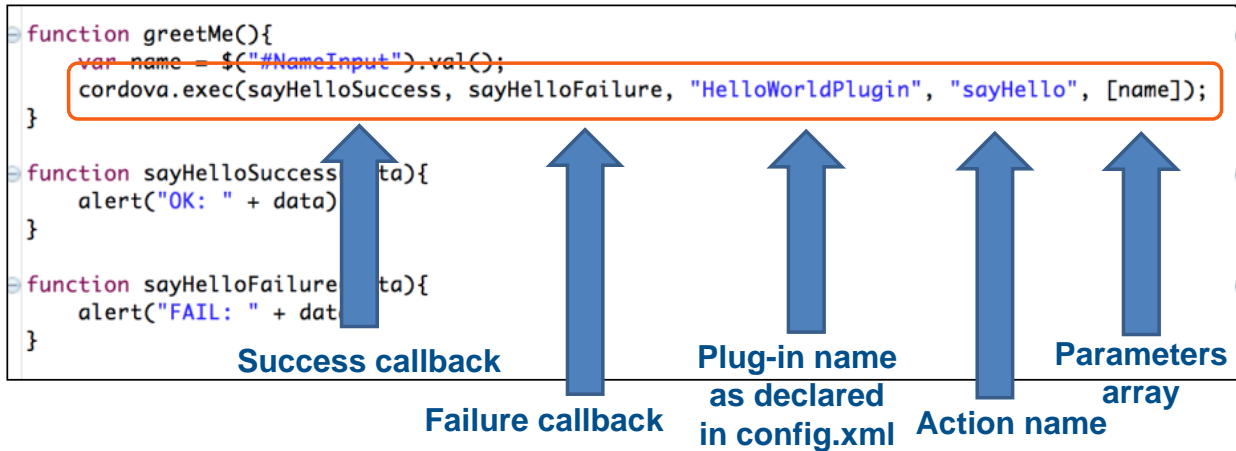 function greetMe(){
var name = $("#NameInput").val();
cordova.exec(sayHelloSuccess, sayHelloFailure, "HelloWorldPlugin", "sayHello", [name]);
}
function sayHelloSuccess ta){
alert("OK: " + data)
}
function sayHelloFailure ta){
alert("FAIL: " + dat
}
Success callback
Failure callback
Plug-in name
as declared
in config.xml
Action name
Parameters
array